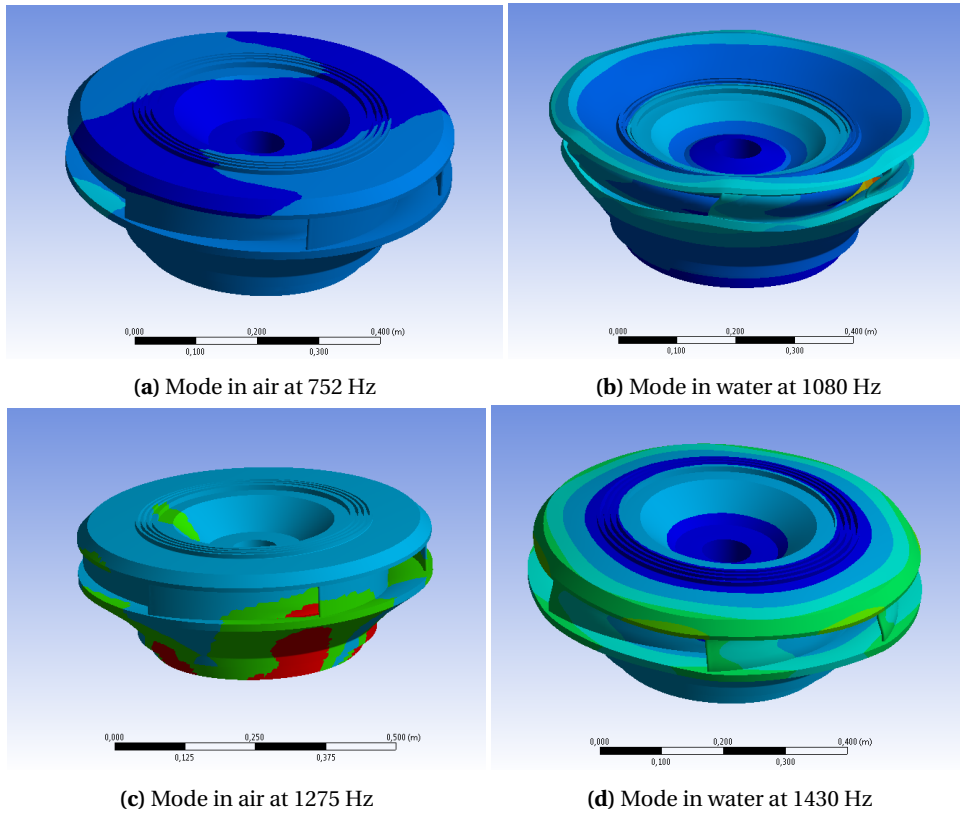 0,000 0,200 0,400 (m)
0,100 0,300
0,000 0,200 0,400 (m)
0,100 0,300
(a) Mode in air at 752 Hz
(b) Mode in water at 1080 Hz
0,000 0,250 0,500 (m)
0,125 0,375
0,000 0,200 0,400 (m)
0,100 0,300
(c) Mode in air at 1275 Hz
(d) Mode in water at 1430 Hz